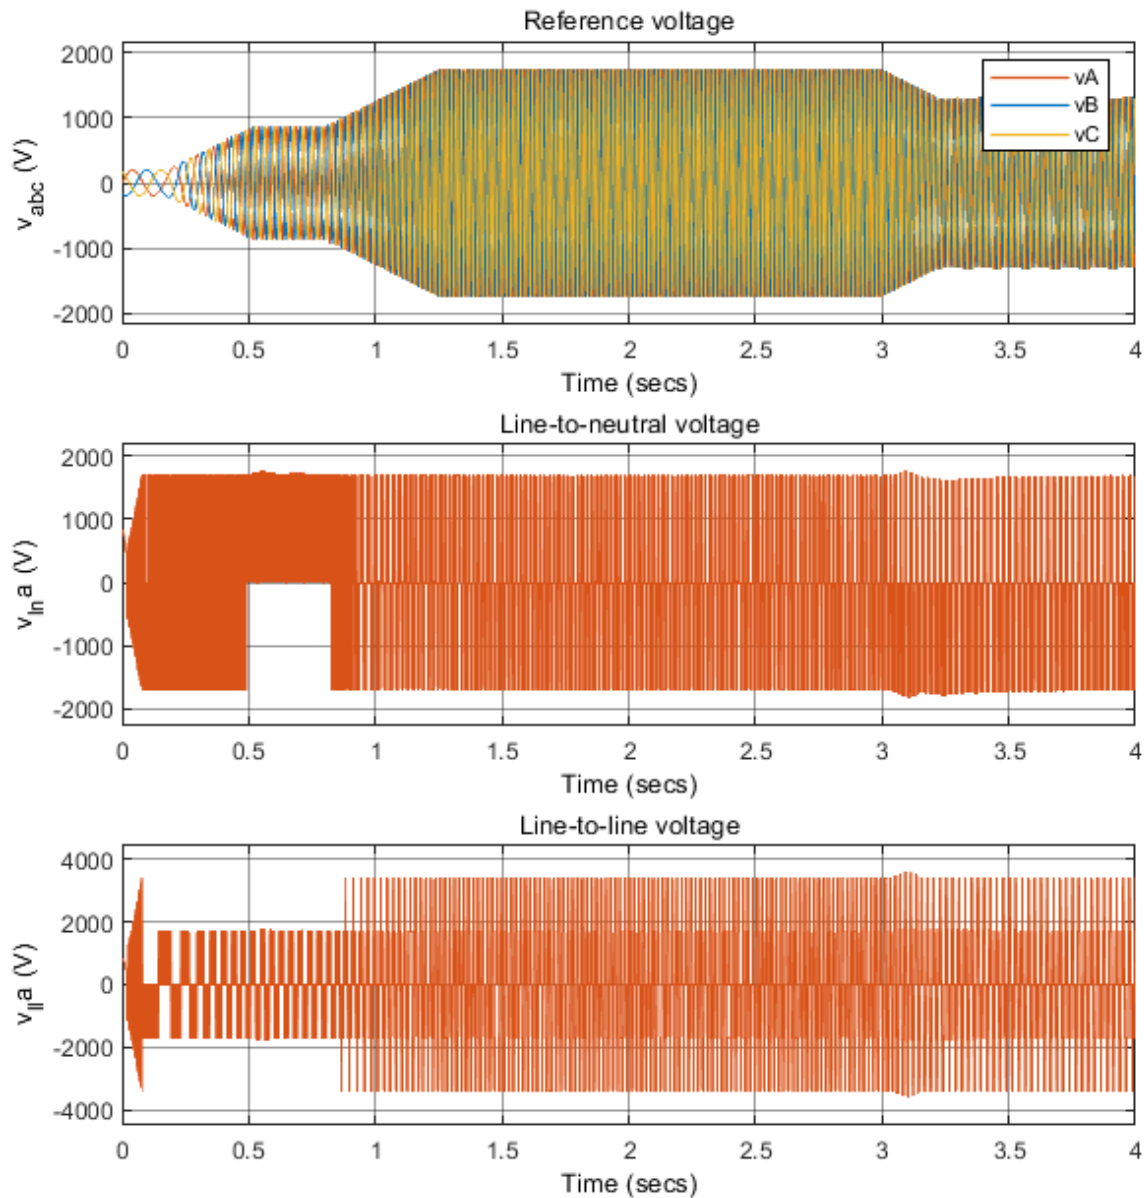 Reference voltage
2000
1000
0
-1000
-2000
v_abc (V)
vA
vB
vC
0 0.5 1 1.5 2 2.5 3 3.5 4
Time (secs)
Line-to-neutral voltage
2000
1000
0
-1000
-2000
v_ln a (V)
0 0.5 1 1.5 2 2.5 3 3.5 4
Time (secs)
Line-to-line voltage
4000
2000
0
-2000
-4000
v_ll a (V)
0 0.5 1 1.5 2 2.5 3 3.5 4
Time (secs)